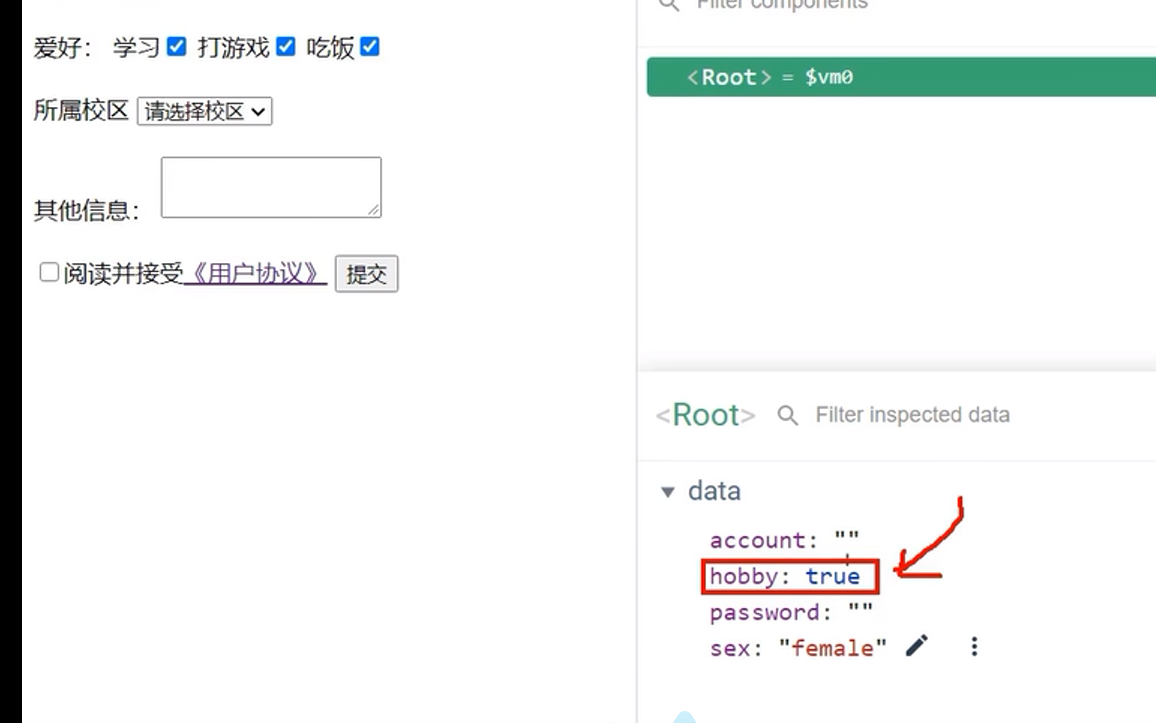 Filter components
爱好： 学习 打游戏 吃饭
<Root> = $vm0
所属校区 请选择校区
其他信息：
阅读并接受《用户协议》 提交
<Root> Filter inspected data
data
account: ""
hobby: true
password: ""
sex: "female"